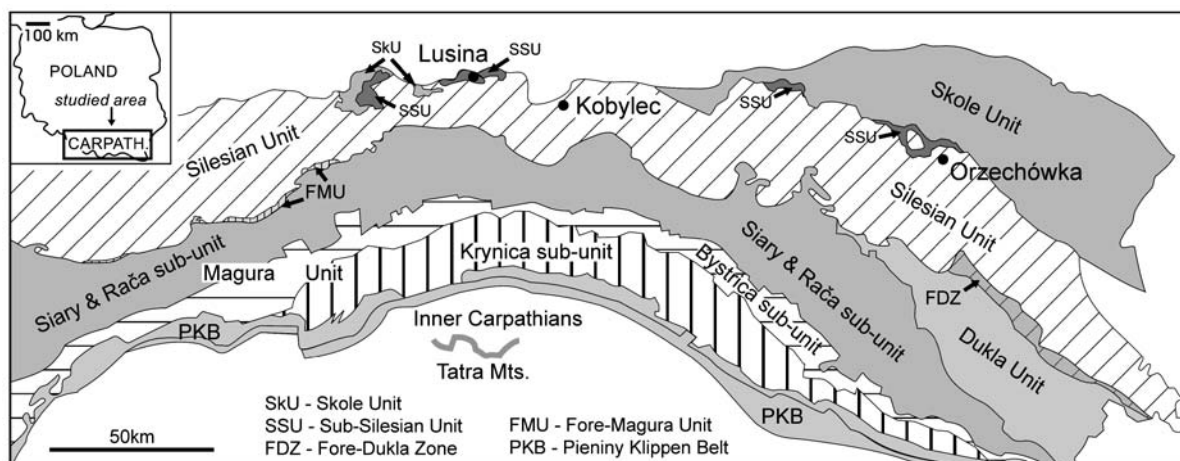 100 km
POLAND
studied area
CARPATH.
SkU
Lusina
SSU
SSU
Kobylec
SSU
Skole Unit
SSU
Orzechówka
Silesian Unit
Silesian Unit
FMU
Siary & Rača sub-unit
Magura Unit
Krynica sub-unit
Bystrica sub-unit
Siary & Rača sub-unit
FDZ
Dukla Unit
PKB
Inner Carpathians
Tatra Mts.
PKB
SkU - Skole Unit
SSU - Sub-Silesian Unit
FDZ - Fore-Dukla Zone
FMU - Fore-Magura Unit
PKB - Pieniny Klippen Belt
50km